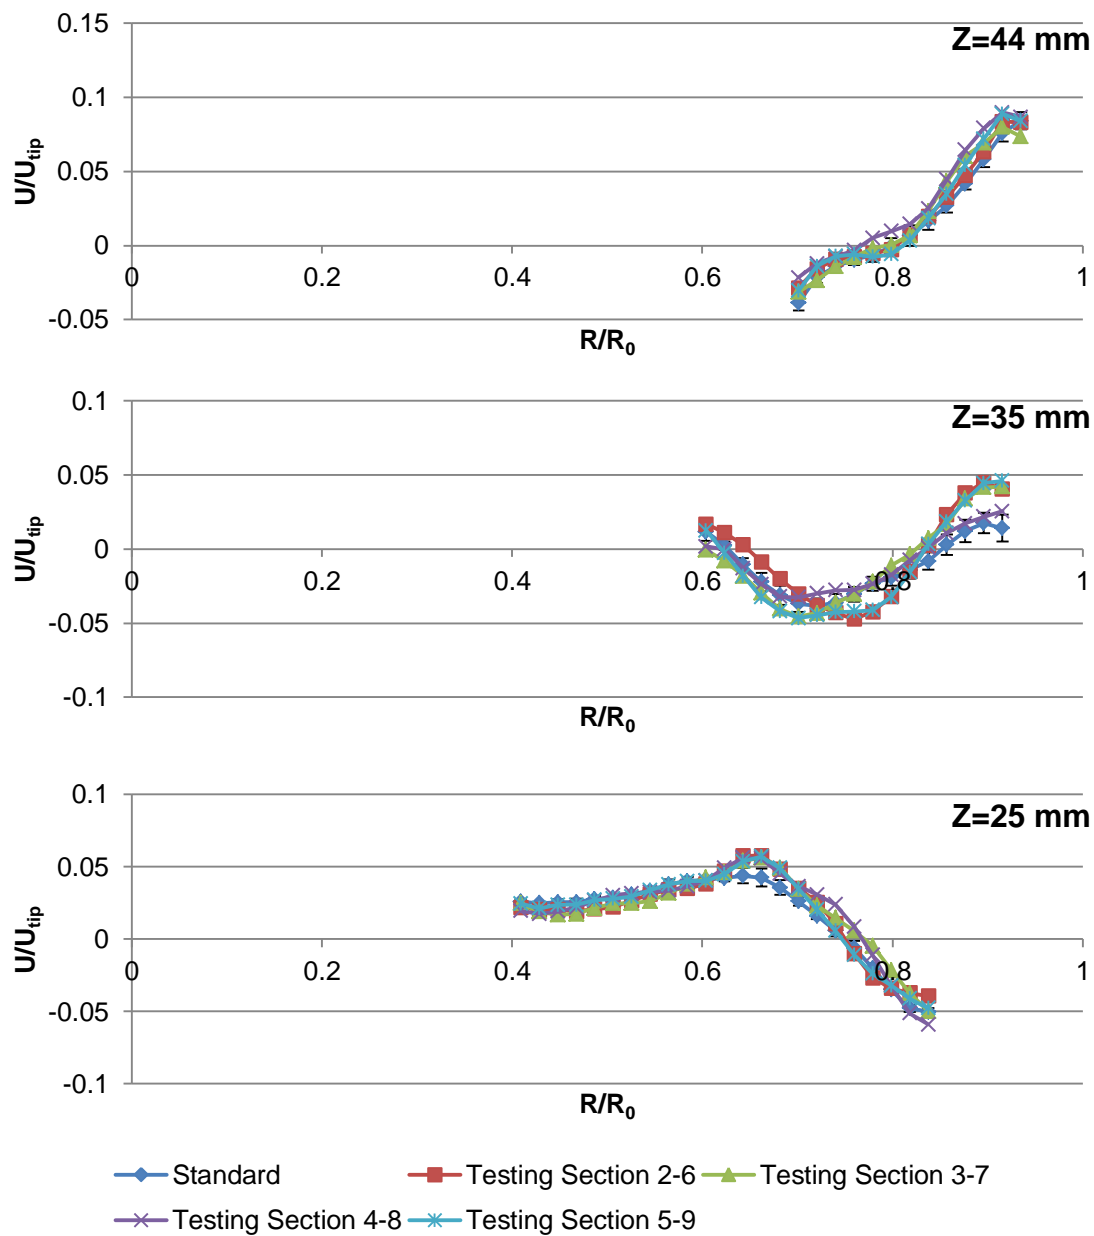 0.15
Z=44 mm
0.1
0.05
0
-0.05
0 0.2 0.4 0.6 0.8 1
U/Utip
R/R0
0.1
Z=35 mm
0.05
0
0 0.2 0.4 0.6 0.8 1
-0.05
-0.1
U/Utip
R/R0
0.1
Z=25 mm
0.05
0
0 0.2 0.4 0.6 0.8 1
-0.05
-0.1
U/Utip
R/R0
Standard Testing Section 2-6 Testing Section 3-7
Testing Section 4-8 Testing Section 5-9